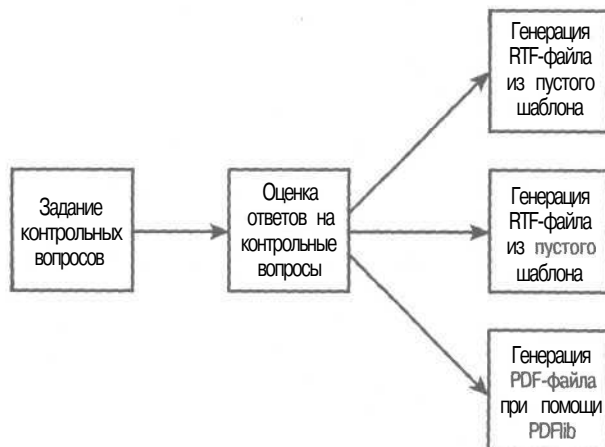 Генерация
RTF-файла
из пустого
шаблона
Задание
контрольных
вопросов
Оценка
ответов на
контрольные
вопросы
Генерация
RTF-файла
из пустого
шаблона
Генерация
PDF-файла
при помощи
PDFlib